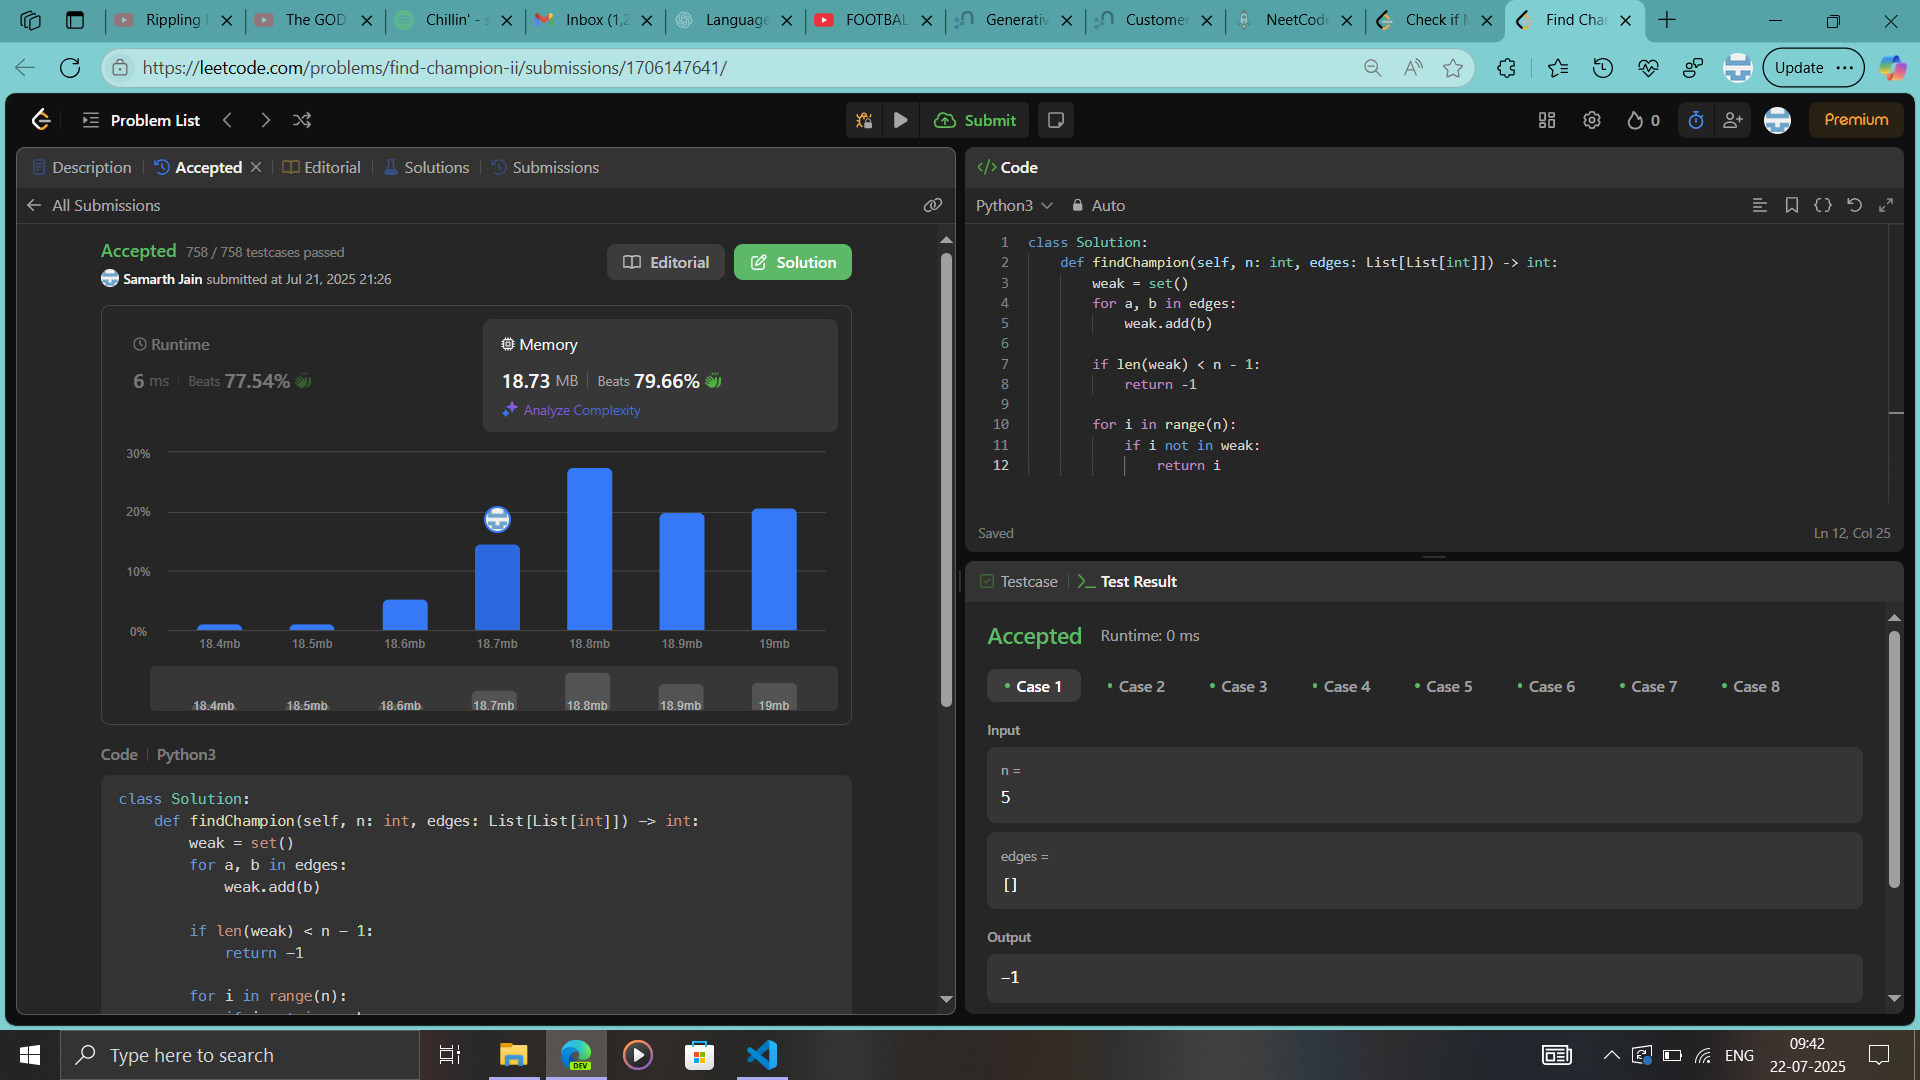 Rippling
The GOD
Chillin' - s
Inbox (1,2
Language
FOOTBAL
Generativ
Customer
NeetCode
Check if M
Find Char
https://leetcode.com/problems/find-champion-ii/submissions/1706147641/
Update
Problem List
Submit
0
Premium
Description
Accepted
Editorial
Solutions
Submissions
All Submissions
Accepted 758 / 758 testcases passed
Samarth Jain submitted at Jul 21, 2025 21:26
Editorial
Solution
Runtime
6 ms Beats 77.54%
Memory
18.73 MB Beats 79.66%
Analyze Complexity
30%
20%
10%
0%
18.4mb 18.5mb 18.6mb 18.7mb 18.8mb 18.9mb 19mb
18.4mb 18.5mb 18.6mb 18.7mb 18.8mb 18.9mb 19mb
Code Python3
class Solution:
def findChampion(self, n: int, edges: List[List[int]]) -> int:
weak = set()
for a, b in edges:
weak.add(b)
if len(weak) < n - 1:
return -1
for i in range(n):
</> Code
Python3 Auto
1 class Solution:
2 def findChampion(self, n: int, edges: List[List[int]]) -> int:
3 weak = set()
4 for a, b in edges:
5 weak.add(b)
6
7 if len(weak) < n - 1:
8 return -1
9
10 for i in range(n):
11 if i not in weak:
12 return i
Saved
Ln 12, Col 25
Testcase
Test Result
Accepted Runtime: 0 ms
Case 1 Case 2 Case 3 Case 4 Case 5 Case 6 Case 7 Case 8
Input
n =
5
edges =
[]
Output
-1
Type here to search
DEV
ENG
09:42
22-07-2025